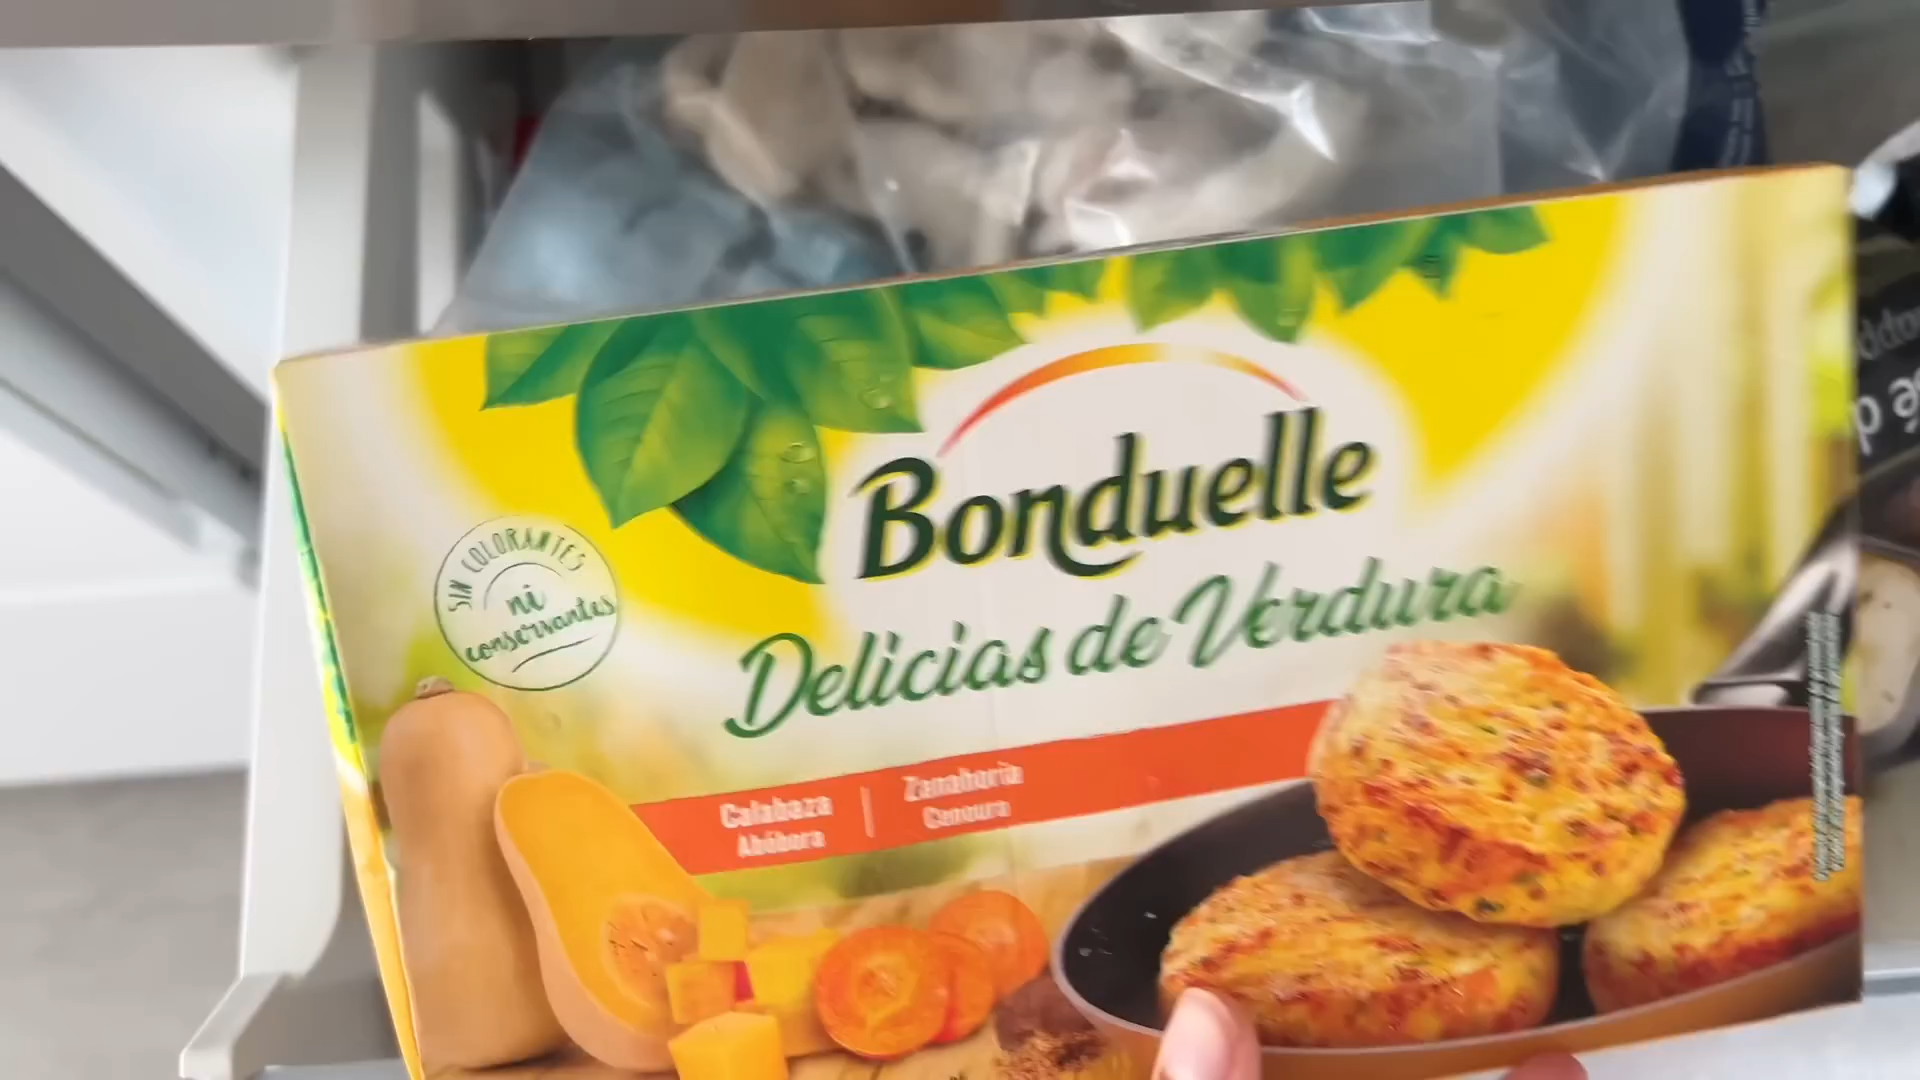 Bonduelle
Delicias de Verdura
SIN COLORANTES
ni
conservantes
Calabaza
Abóbora
Zanahoria
Cenoura